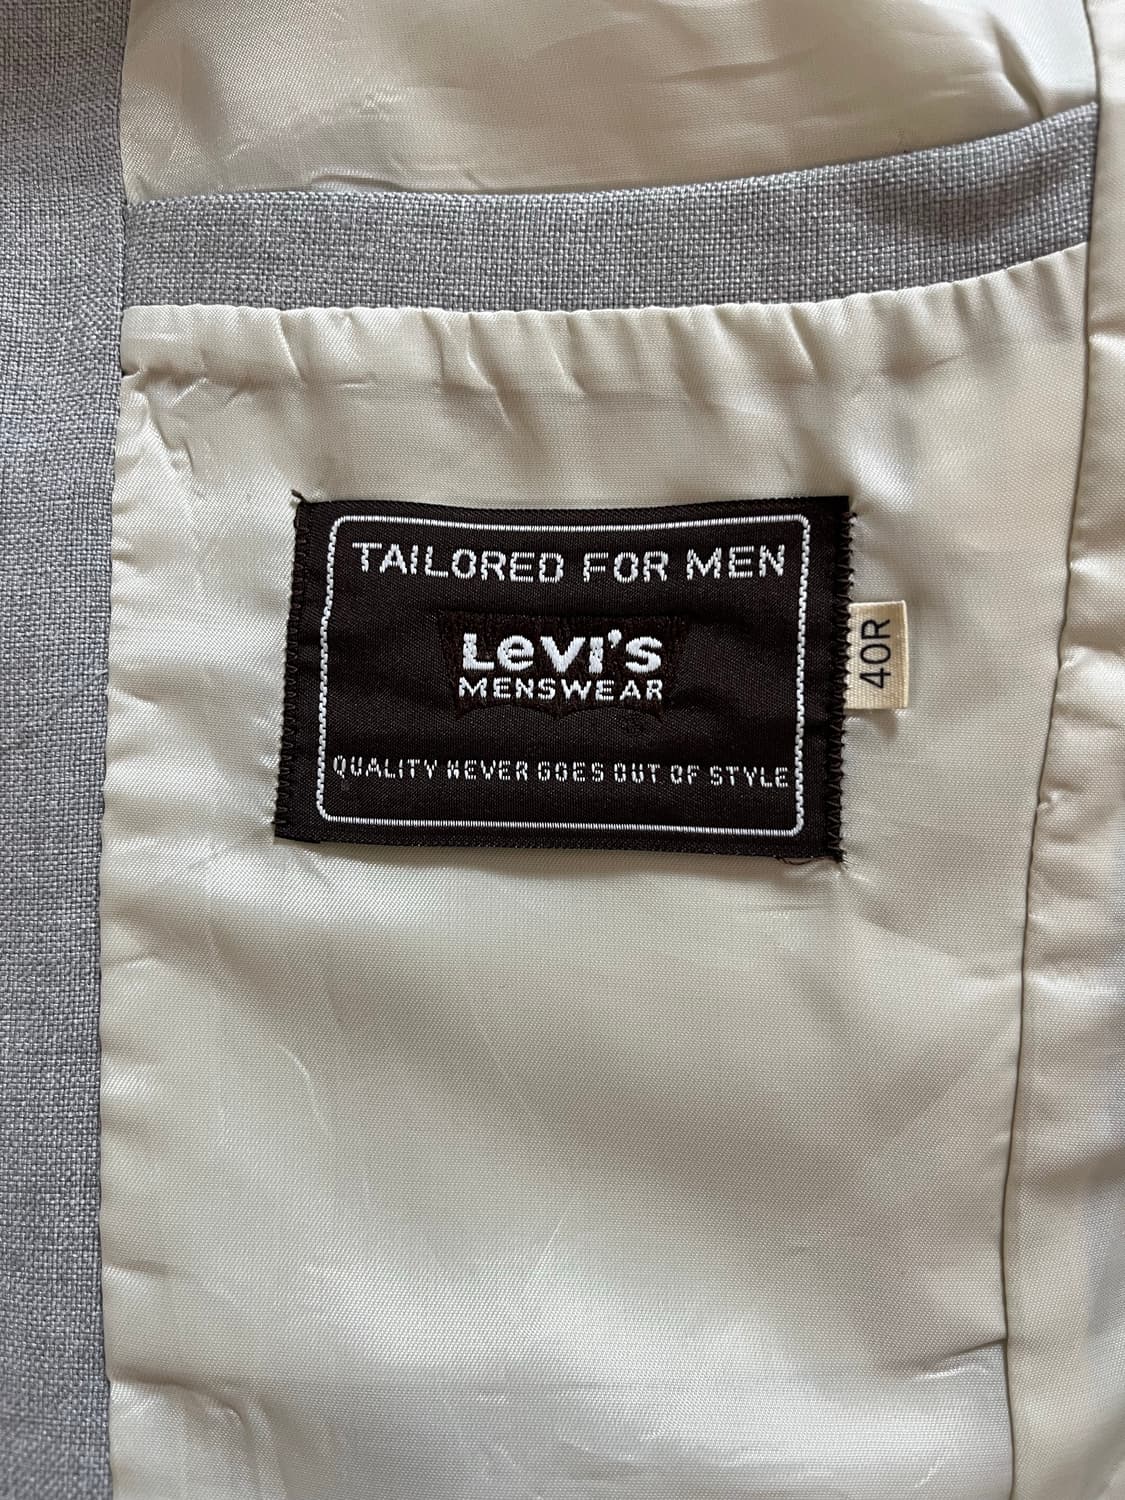 TAILORED FOR MEN
Levi's
MENSWEAR
QUALITY NEVER GOES OUT OF STYLE
40R